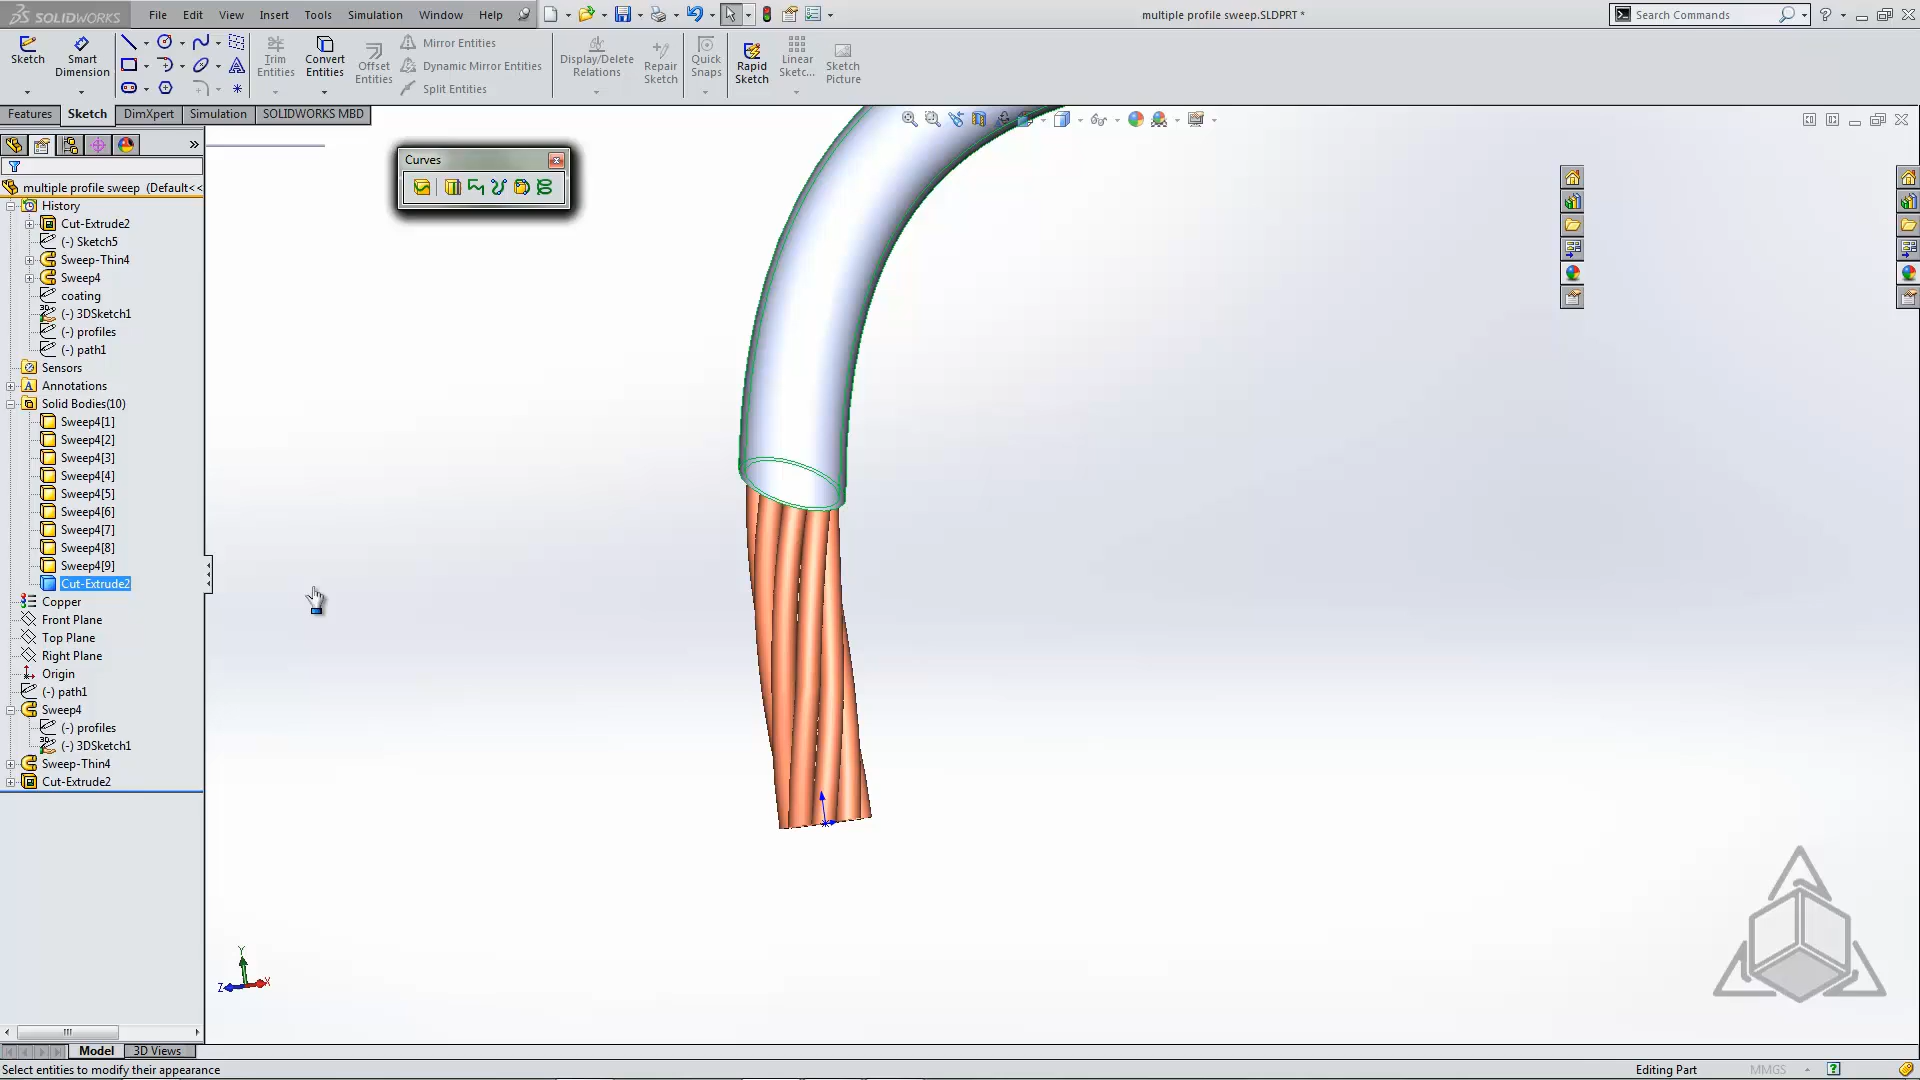 SOLIDWORKS
File Edit View Insert Tools Simulation Window Help
multiple profile sweep.SLDPRT *
Search Commands
Sketch
Smart Dimension
Trim Entities
Convert Entities
Offset Entities
Mirror Entities
Dynamic Mirror Entities
Split Entities
Display/Delete Relations
Repair Sketch
Quick Snaps
Rapid Sketch
Linear Sketc...
Sketch Picture
Features Sketch DimXpert Simulation SOLIDWORKS MBD
Curves
multiple profile sweep (Default<<
History
Cut-Extrude2
(-) Sketch5
Sweep-Thin4
Sweep4
coating
(-) 3DSketch1
(-) profiles
(-) path1
Sensors
Annotations
Solid Bodies(10)
Sweep4[1]
Sweep4[2]
Sweep4[3]
Sweep4[4]
Sweep4[5]
Sweep4[6]
Sweep4[7]
Sweep4[8]
Sweep4[9]
Cut-Extrude2
Copper
Front Plane
Top Plane
Right Plane
Origin
(-) path1
Sweep4
(-) profiles
(-) 3DSketch1
Sweep-Thin4
Cut-Extrude2
Y
Z X
Model 3D Views
Select entities to modify their appearance
Editing Part MMGS